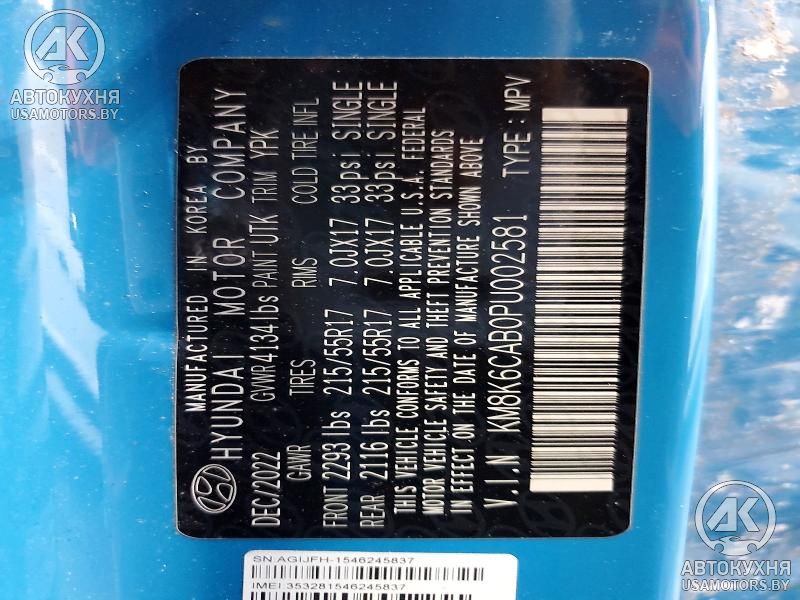 AK
АВТОКУХНЯ
USAMOTORS.BY
MANUFACTURED IN KOREA BY
HYUNDAI MOTOR COMPANY
DEC/2022 GVWR 4134 lbs PAINT UTK TRIM YPK
GAWR TIRES RMS COLD TIRE INFL
FRONT 2293 lbs 215/55R17 7.0JX17 33psi SINGLE
REAR 2116 lbs 215/55R17 7.0JX17 33psi SINGLE
THIS VEHICLE CONFORMS TO ALL APPLICABLE U.S.A. FEDERAL
MOTOR VEHICLE SAFETY AND THEFT PREVENTION STANDARDS
IN EFFECT ON THE DATE OF MANUFACTURE SHOWN ABOVE
V.I.N KM8K6CAB0PU002581 TYPE : MPV
SN:AGIJFH-1546245837
IMEI 353281546245837
AK
АВТОКУХНЯ
USAMOTORS.BY